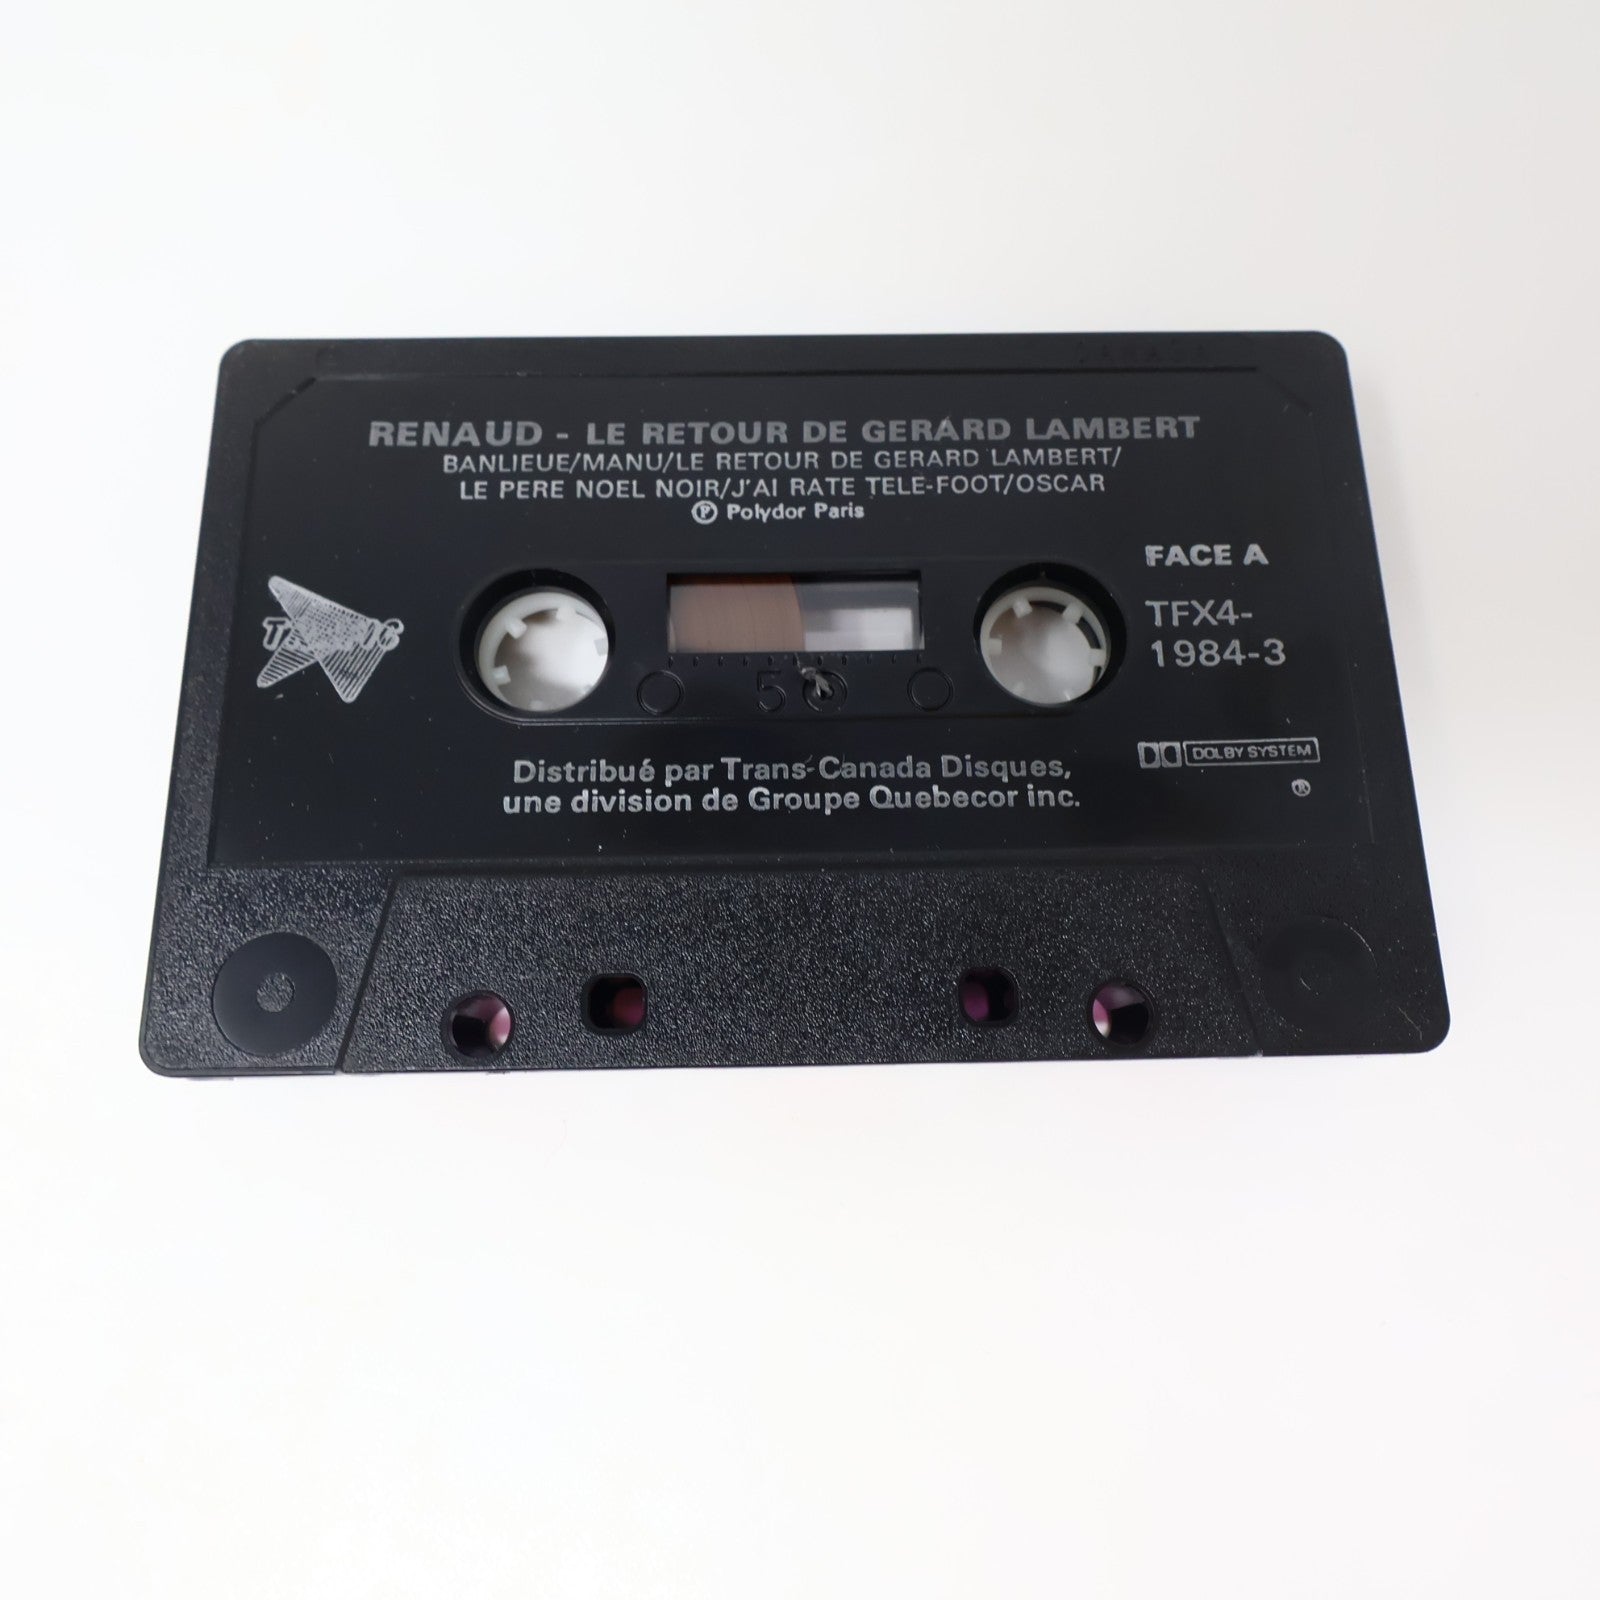 RENAUD - LE RETOUR DE GERARD LAMBERT
BANLIEUE/MANU/LE RETOUR DE GERARD LAMBERT/
LE PERE NOEL NOIR/J'AI RATE TELE-FOOT/OSCAR
Ⓟ Polydor Paris
FACE A
TFX4-
1984-3
50
DOLBY SYSTEM
®
Distribué par Trans-Canada Disques,
une division de Groupe Quebecor inc.